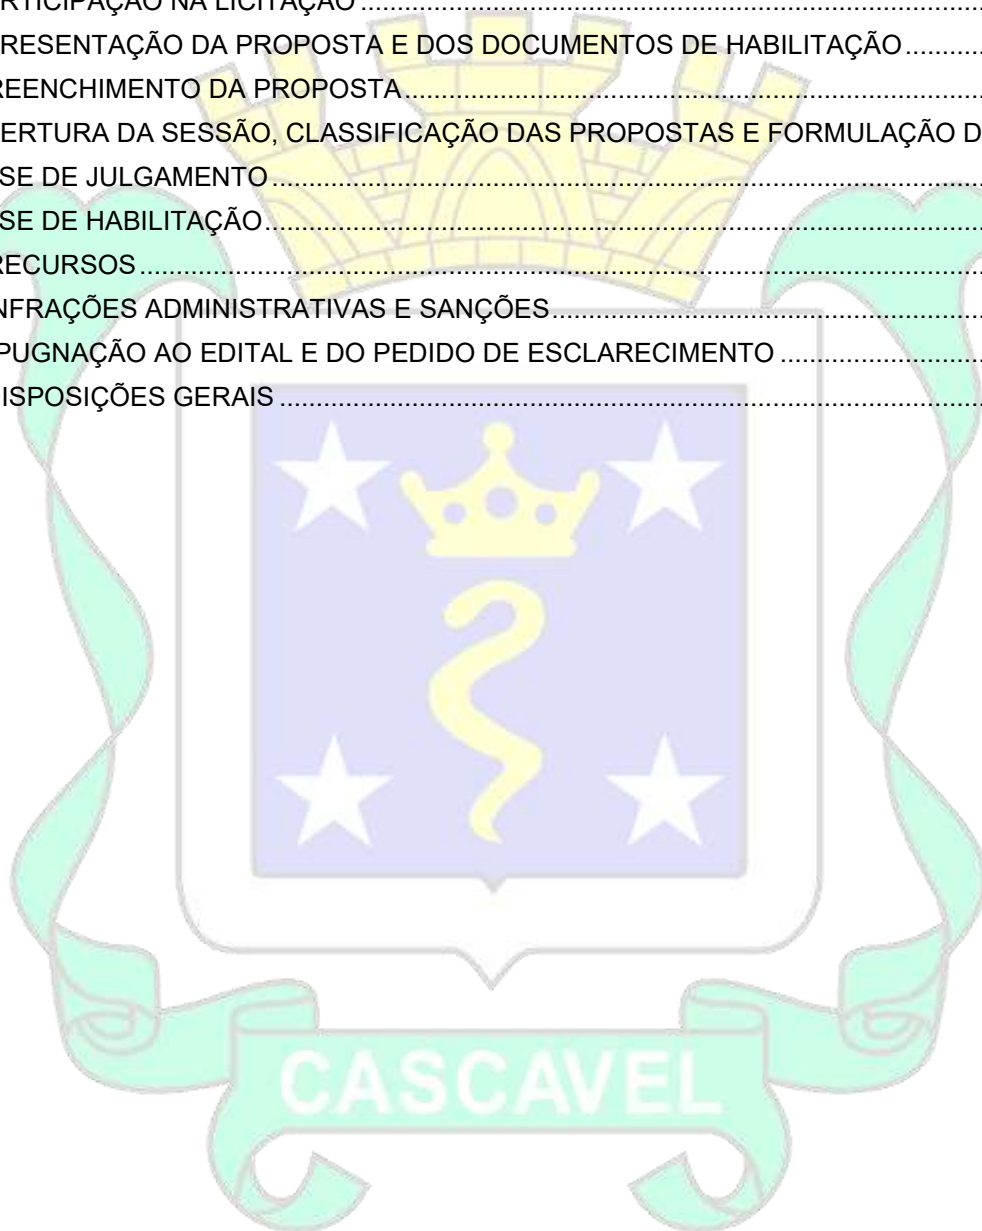 RTICIPAÇÃO NA LICITAÇÃO
RESENTAÇÃO DA PROPOSTA E DOS DOCUMENTOS DE HABILITAÇÃO
REENCHIMENTO DA PROPOSTA
ERTURA DA SESSÃO, CLASSIFICAÇÃO DAS PROPOSTAS E FORMULAÇÃO D
SE DE JULGAMENTO
SE DE HABILITAÇÃO
RECURSOS
NFRAÇÕES ADMINISTRATIVAS E SANÇÕES
PUGNAÇÃO AO EDITAL E DO PEDIDO DE ESCLARECIMENTO
ISPOSIÇÕES GERAIS
CASCAVEL